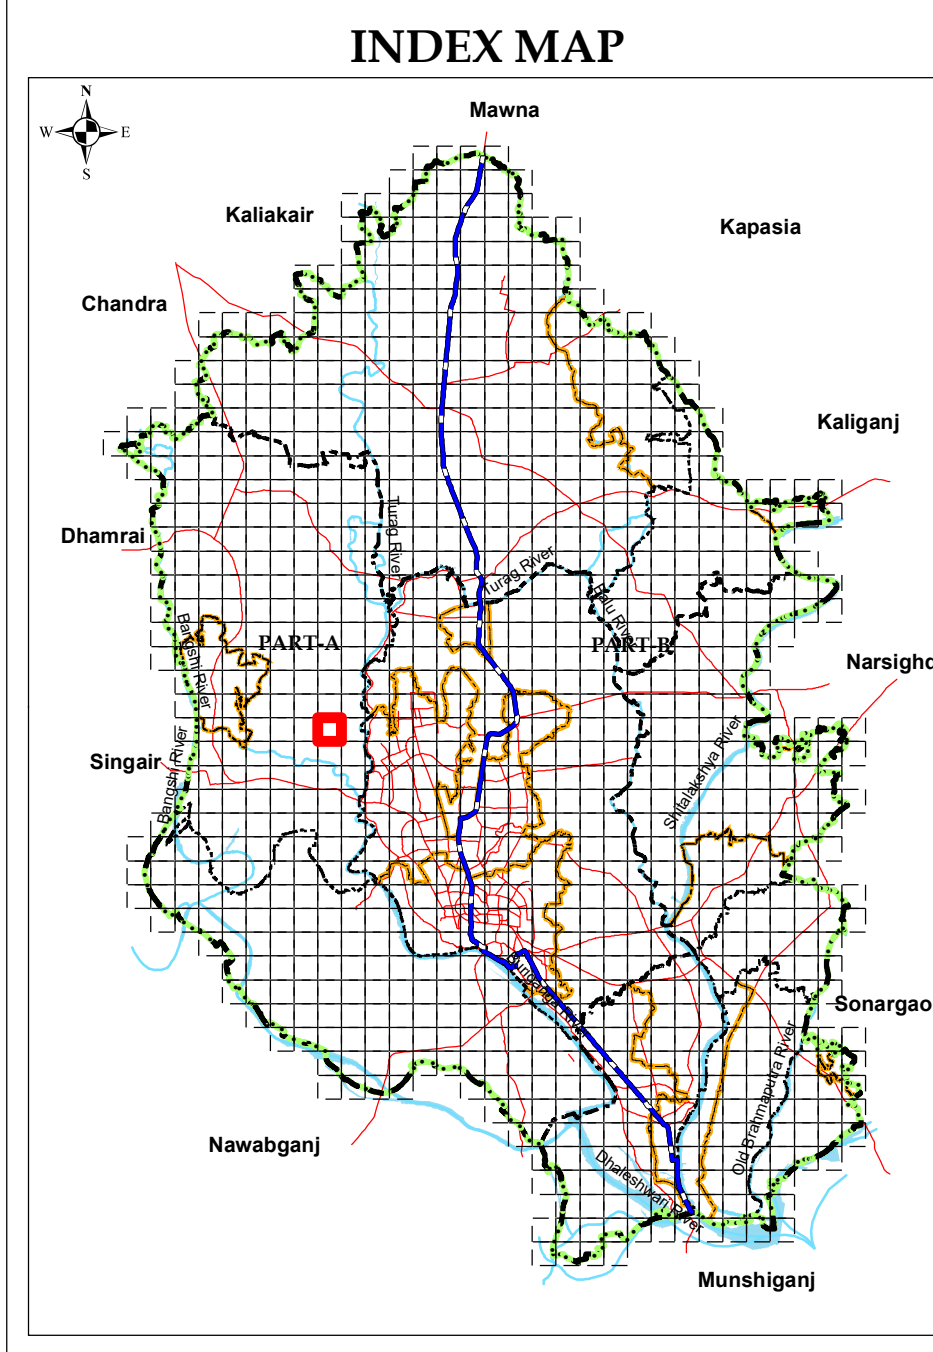 INDEX MAP
N
W E
S
Mawna
Kaliakair
Kapasia
Chandra
Kaliganj
Dhamrai
Turag River
Turag River
Balu River
Bangshi River
PART-A
PART-B
Narsighd
Singair
Bangshi River
Shitalakshya River
Buriganga River
Sonargao
Old Brahmaputra River
Nawabganj
Dhaleshwari River
Munshiganj